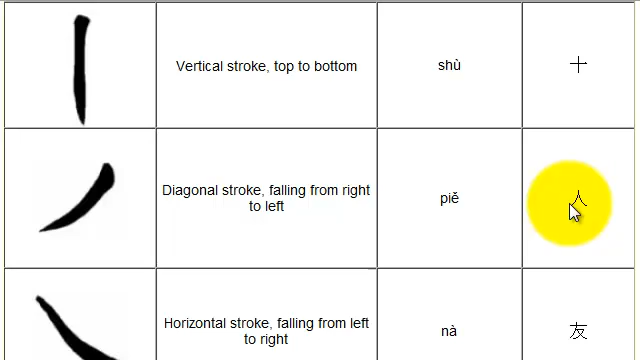 Vertical stroke, top to bottom
shù
十
Diagonal stroke, falling from right
to left
piě
人
Horizontal stroke, falling from left
to right
nà
友